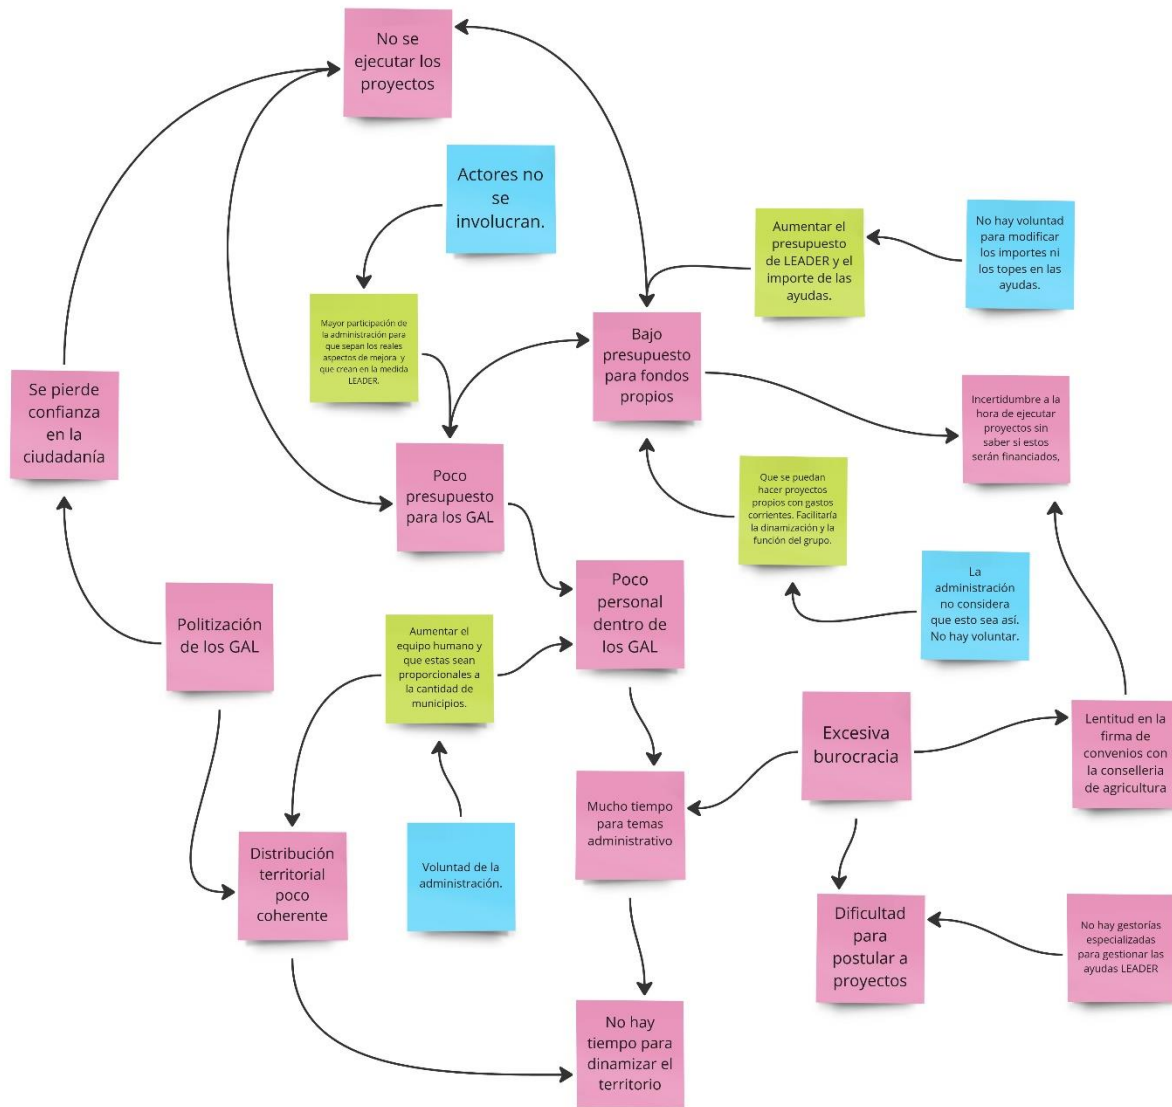 No se
ejecutar los
proyectos
Actores no
se
involucran.
Aumentar el
presupuesto
de LEADER y el
importe de las
ayudas.
No hay voluntad
para modificar
los importes ni
los topes en las
ayudas.
Mayor participación de
la administración para
que sepan los reales
aspectos de mejora y
que crean en la medida
LEADER.
Bajo
presupuesto
para fondos
propios
Se pierde
confianza
en la
ciudadanía
Incertidumbre a la
hora de ejecutar
proyectos sin
saber si estos
serán financiados,
Poco
presupuesto
para los GAL
Que se puedan
hacer proyectos
propios con gastos
corrientes. Facilitaría
la dinamización y la
función del grupo.
La
administración
no considera
que esto sea así.
No hay voluntar.
Politización
de los GAL
Poco
personal
dentro de
los GAL
Aumentar el
equipo humano y
que estas sean
proporcionales a
la cantidad de
municipios.
Excesiva
burocracia
Lentitud en la
firma de
convenios con
la conselleria
de agricultura
Mucho tiempo
para temas
administrativo
Distribución
territorial
poco
coherente
Voluntad de la
administración.
Dificultad
para
postular a
proyectos
No hay gestorías
especializadas
para gestionar las
ayudas LEADER
No hay
tiempo para
dinamizar el
territorio